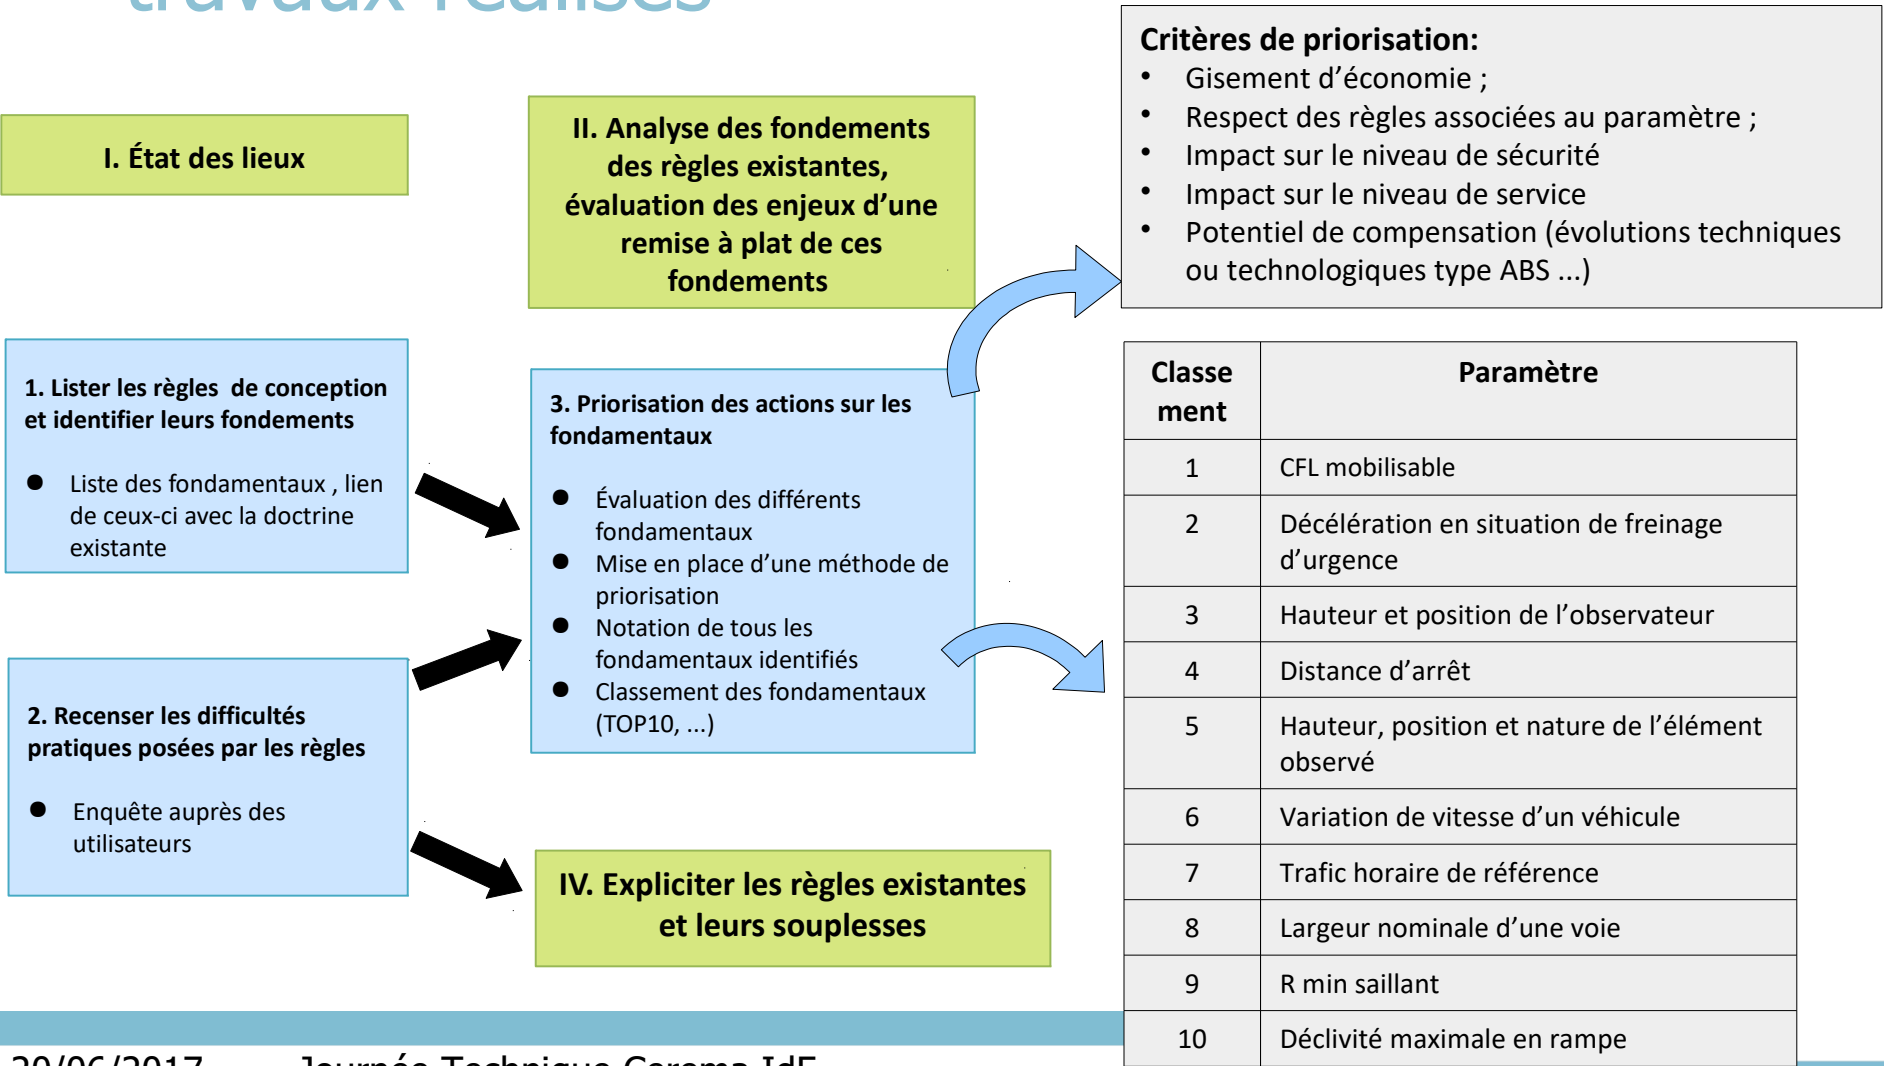 travaux réalisés
I. État des lieux
1. Lister les règles de conception
et identifier leurs fondements
● Liste des fondamentaux , lien
de ceux-ci avec la doctrine
existante
2. Recenser les difficultés
pratiques posées par les règles
● Enquête auprès des
utilisateurs
II. Analyse des fondements
des règles existantes,
évaluation des enjeux d’une
remise à plat de ces
fondements
3. Priorisation des actions sur les
fondamentaux
● Évaluation des différents
fondamentaux
● Mise en place d’une méthode de
priorisation
● Notation de tous les
fondamentaux identifiés
● Classement des fondamentaux
(TOP10, ...)
IV. Expliciter les règles existantes
et leurs souplesses
Critères de priorisation:
• Gisement d’économie ;
• Respect des règles associées au paramètre ;
• Impact sur le niveau de sécurité
• Impact sur le niveau de service
• Potentiel de compensation (évolutions techniques
ou technologiques type ABS ...)
Classe
ment
Paramètre
1 CFL mobilisable
2 Décélération en situation de freinage
d’urgence
3 Hauteur et position de l’observateur
4 Distance d’arrêt
5 Hauteur, position et nature de l’élément
observé
6 Variation de vitesse d’un véhicule
7 Trafic horaire de référence
8 Largeur nominale d’une voie
9 R min saillant
10 Déclivité maximale en rampe
/06/2017 Journée Technique Cerema IdF